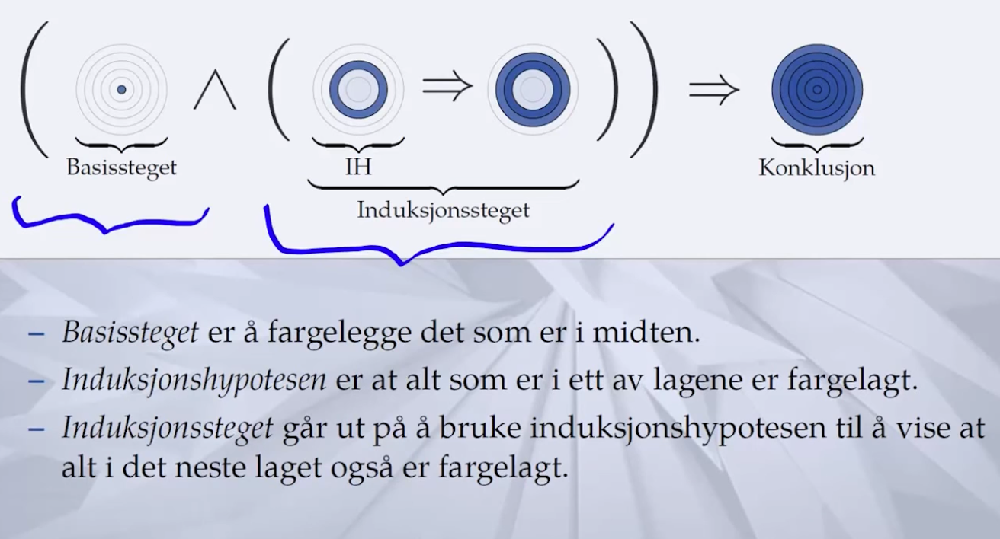 ( ∧ ( ⇒ ) ) ⇒
Basissteget IH Konklusjon
Induksjonssteget
– Basissteget er å fargelegge det som er i midten.
– Induksjonshypotesen er at alt som er i ett av lagene er fargelagt.
– Induksjonssteget går ut på å bruke induksjonshypotesen til å vise at
alt i det neste laget også er fargelagt.